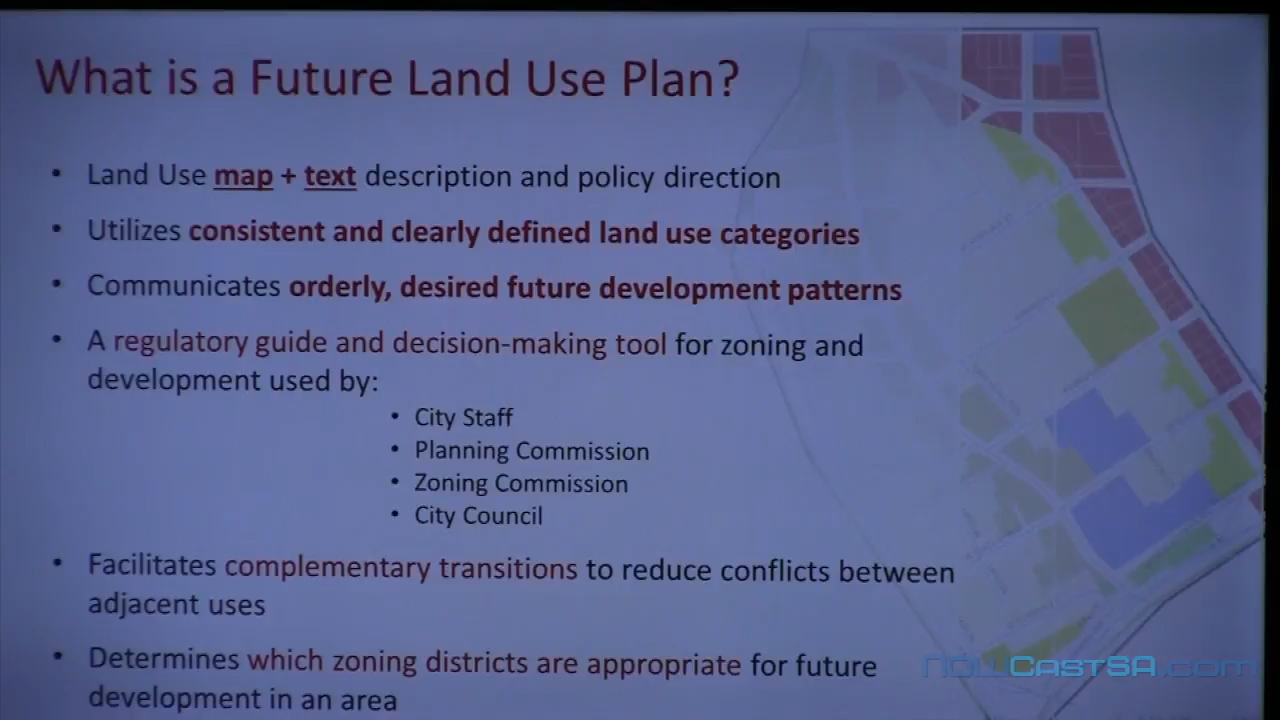 What is a Future Land Use Plan?
• Land Use map + text description and policy direction
• Utilizes consistent and clearly defined land use categories
• Communicates orderly, desired future development patterns
• A regulatory guide and decision-making tool for zoning and
development used by:
• City Staff
• Planning Commission
• Zoning Commission
• City Council
• Facilitates complementary transitions to reduce conflicts between
adjacent uses
• Determines which zoning districts are appropriate for future
development in an area
NOWCastSA.com